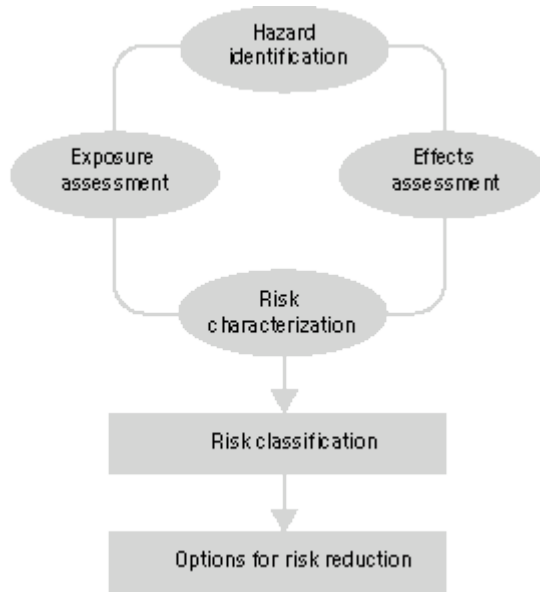 Hazard
identification
Exposure
assessment
Effects
assessment
Risk
characterization
Risk classification
Options for risk reduction